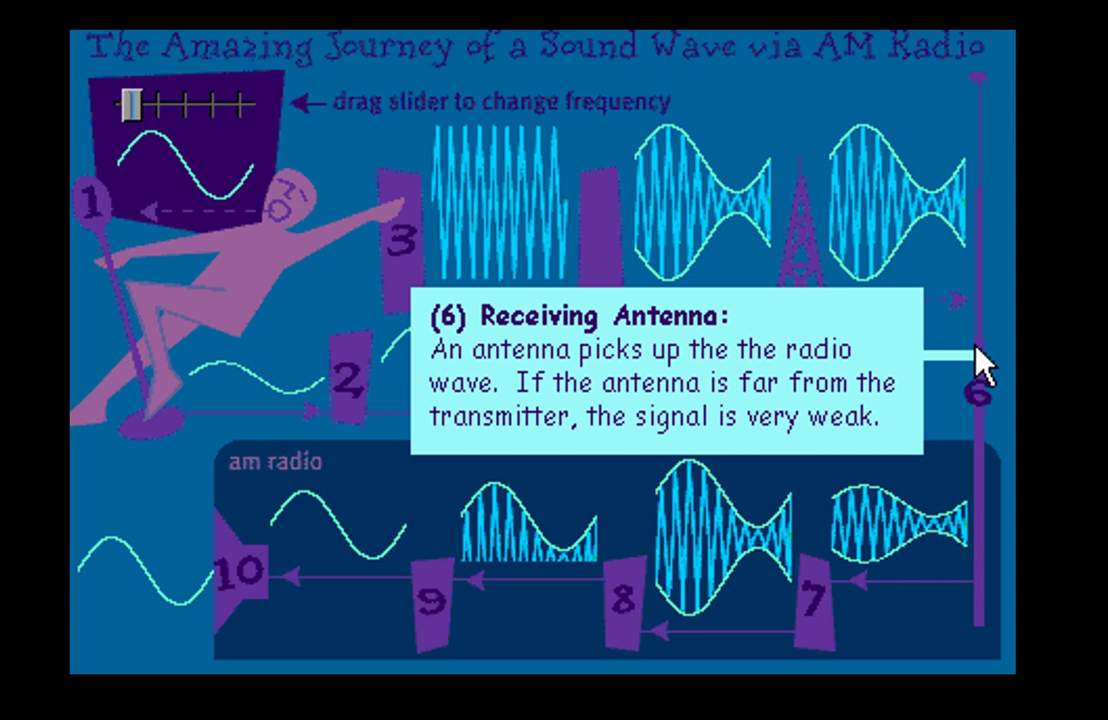 The Amazing Journey of a Sound Wave via AM Radio
drag slider to change frequency
1
3
2
(6) Receiving Antenna:
An antenna picks up the the radio
wave. If the antenna is far from the
transmitter, the signal is very weak.
6
am radio
10
9
8
7